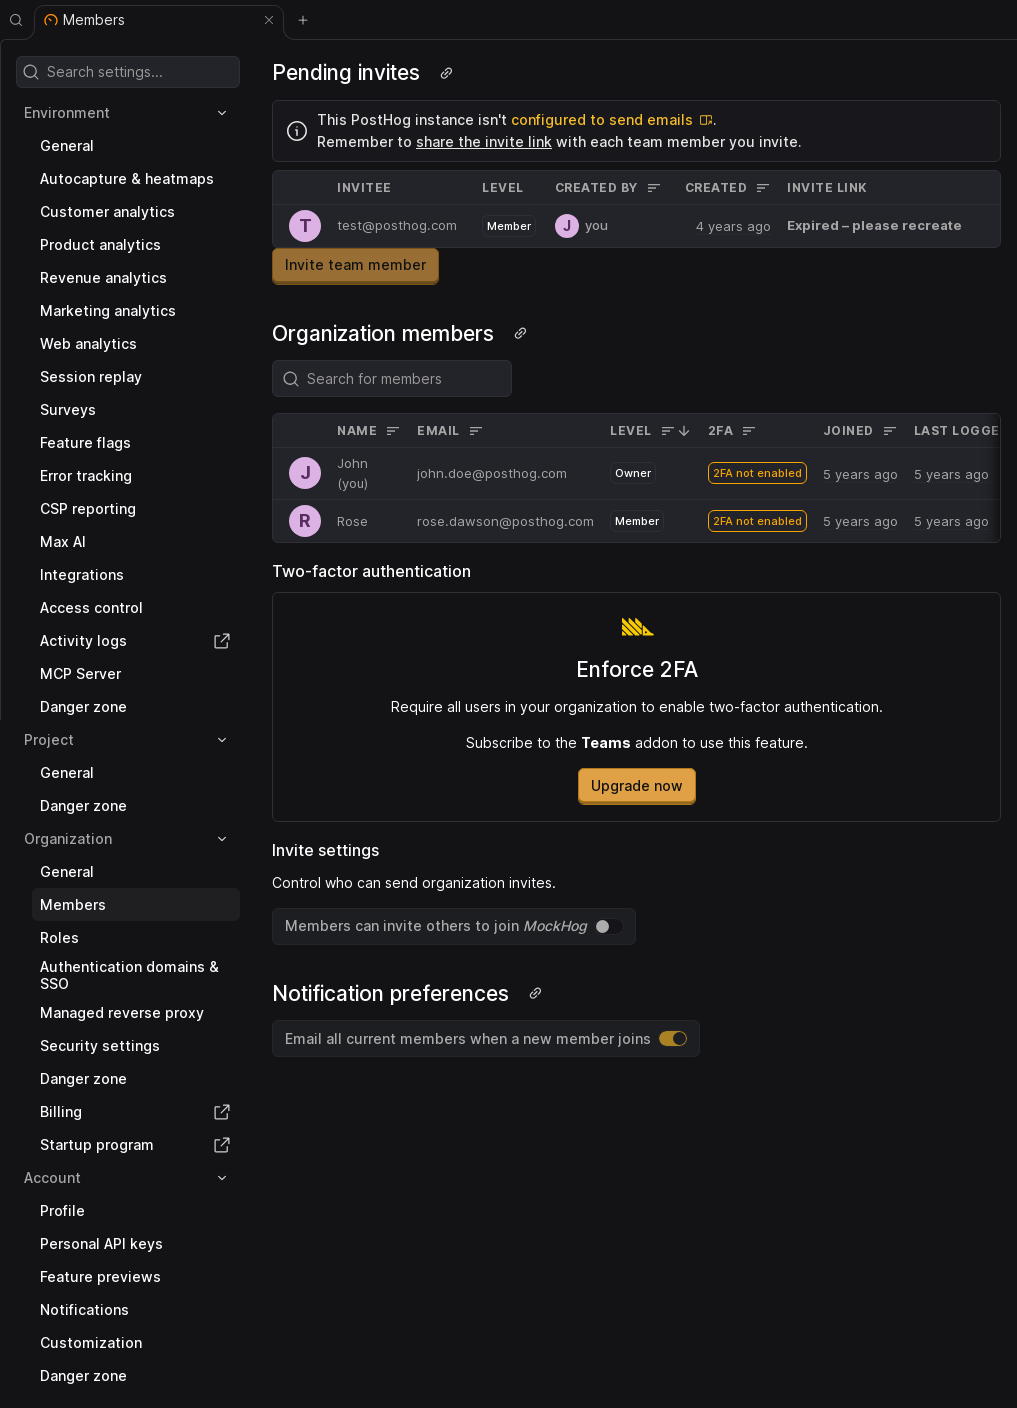 Members
Search settings...
Environment
General
Autocapture & heatmaps
Customer analytics
Product analytics
Revenue analytics
Marketing analytics
Web analytics
Session replay
Surveys
Feature flags
Error tracking
CSP reporting
Max AI
Integrations
Access control
Activity logs
MCP Server
Danger zone
Project
General
Danger zone
Organization
General
Members
Roles
Authentication domains &
SSO
Managed reverse proxy
Security settings
Danger zone
Billing
Startup program
Account
Profile
Personal API keys
Feature previews
Notifications
Customization
Danger zone
Pending invites
This PostHog instance isn't configured to send emails .
Remember to share the invite link with each team member you invite.
INVITEE LEVEL CREATED BY CREATED INVITE LINK
T test@posthog.com Member J you 4 years ago Expired – please recreate
Invite team member
Organization members
Search for members
NAME EMAIL LEVEL 2FA JOINED LAST LOGGE
J John (you) john.doe@posthog.com Owner 2FA not enabled 5 years ago 5 years ago
R Rose rose.dawson@posthog.com Member 2FA not enabled 5 years ago 5 years ago
Two-factor authentication
Enforce 2FA
Require all users in your organization to enable two-factor authentication.
Subscribe to the Teams addon to use this feature.
Upgrade now
Invite settings
Control who can send organization invites.
Members can invite others to join MockHog
Notification preferences
Email all current members when a new member joins